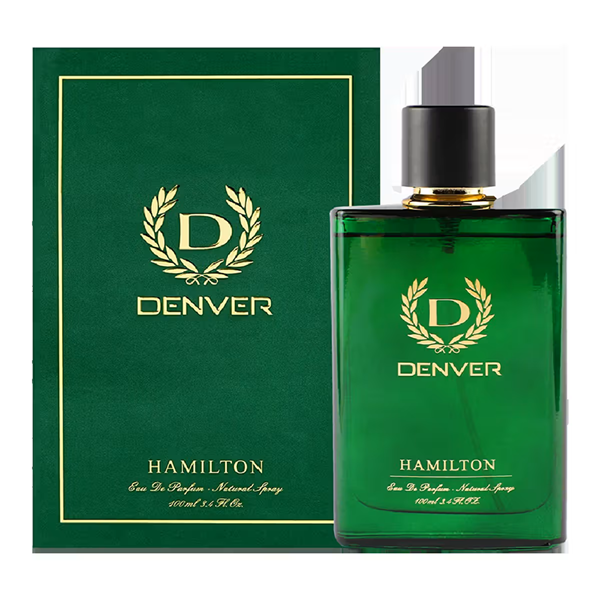 D
DENVER
HAMILTON
Eau De Parfum - Natural Spray
100ml 3.4 Fl. Oz.
D
DENVER
HAMILTON
Eau De Parfum - Natural Spray
100ml 3.4 FL.OZ.